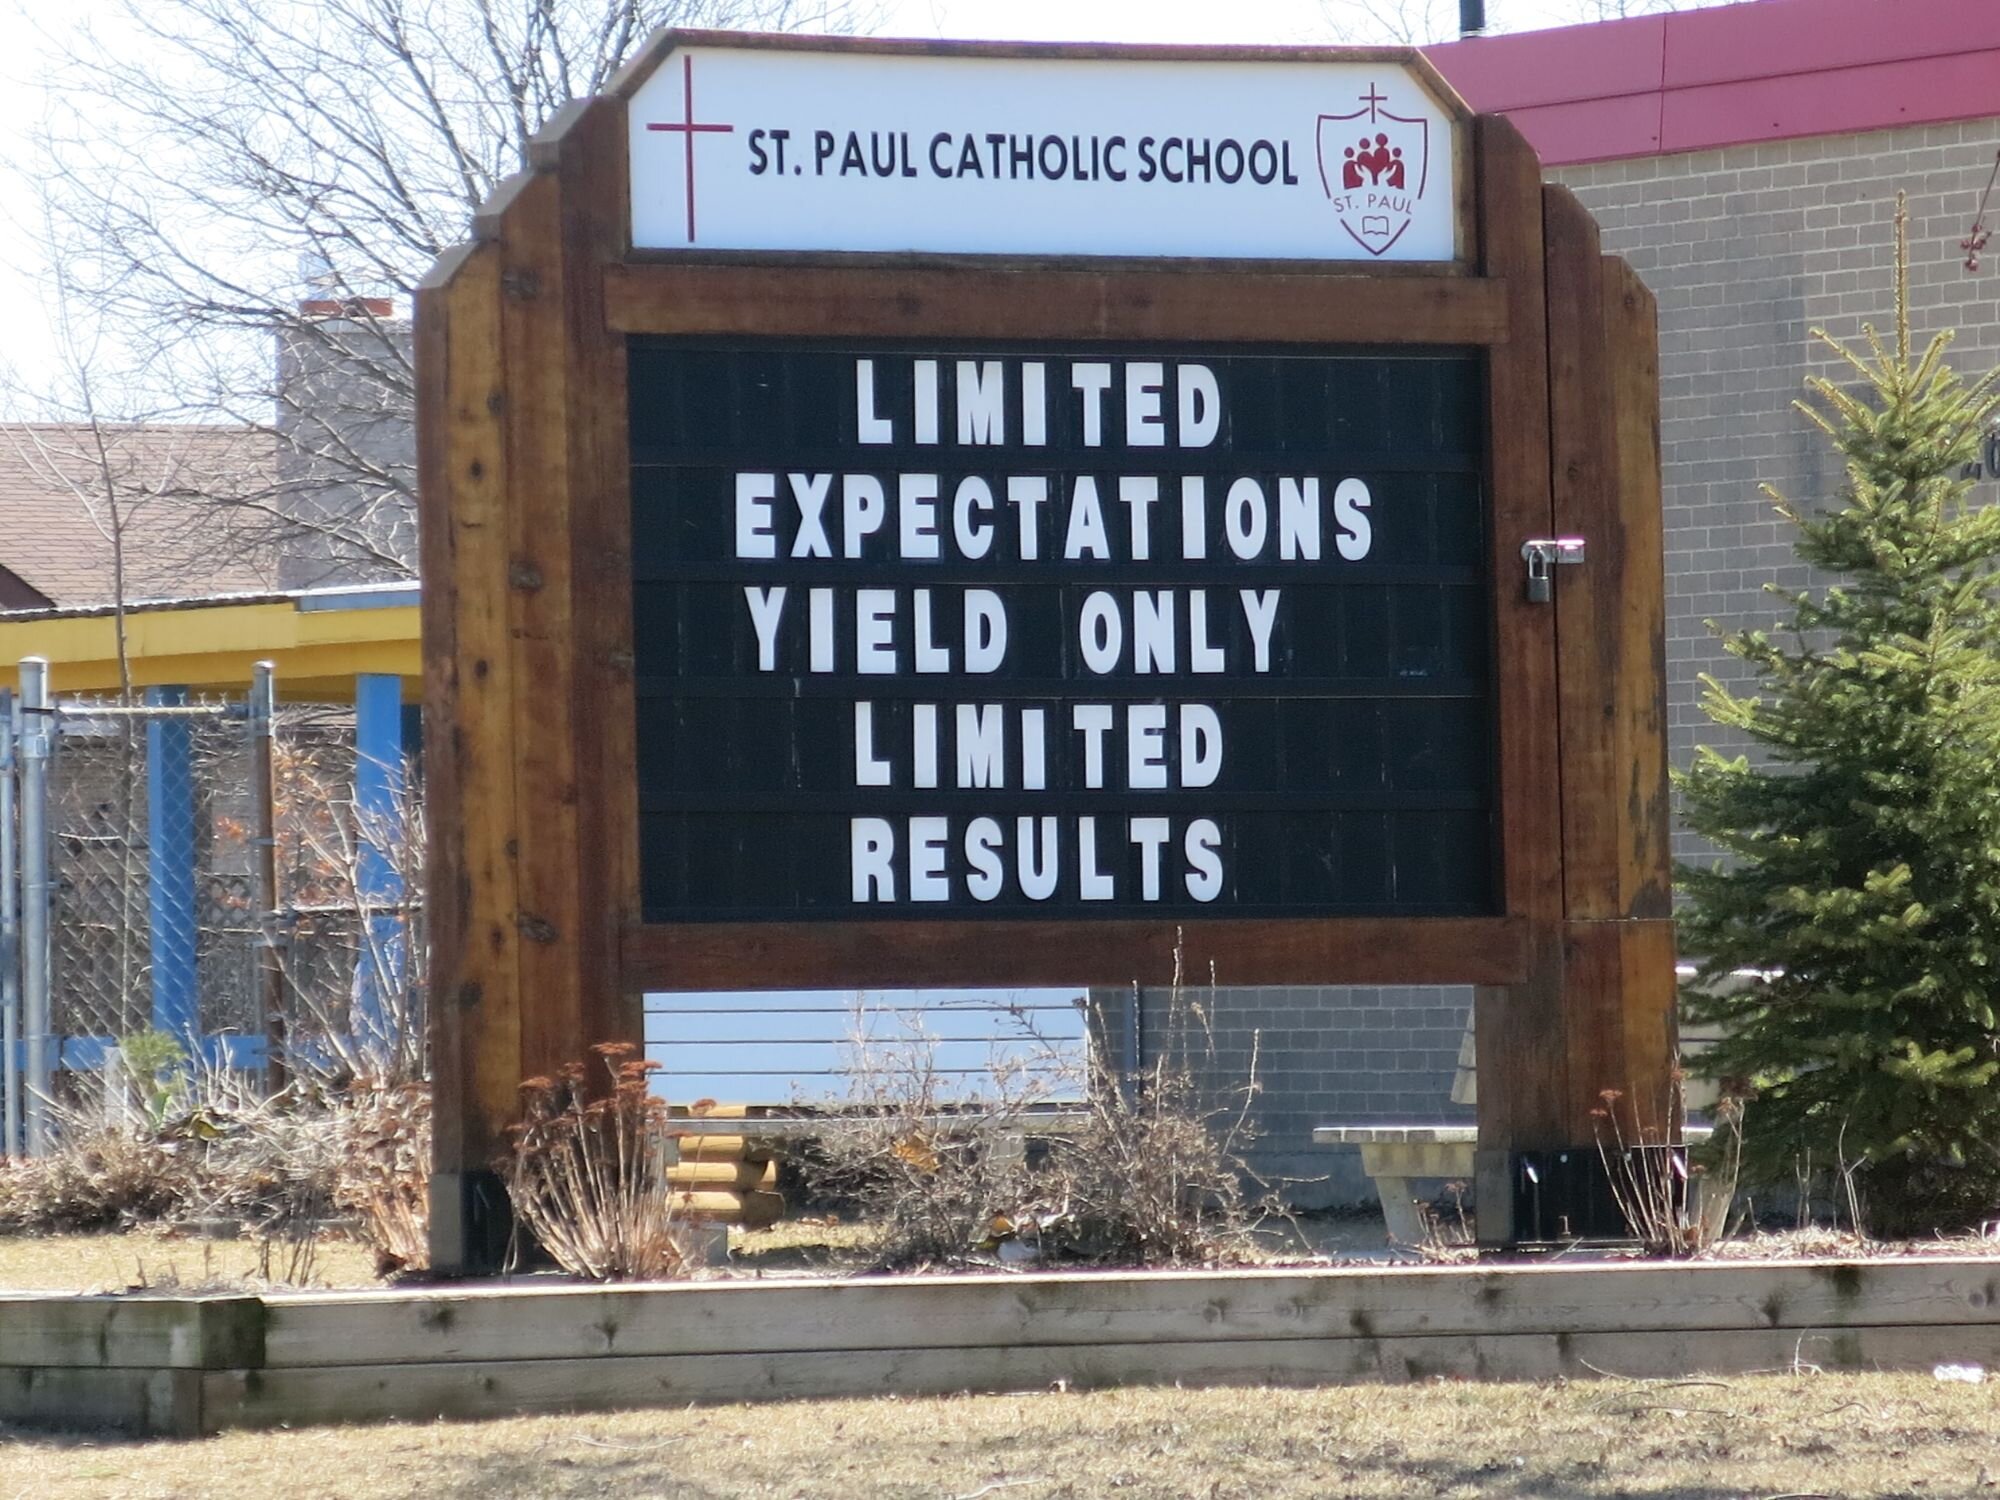 ST. PAUL CATHOLIC SCHOOL
ST. PAUL
LIMITED
EXPECTATIONS
YIELD ONLY
LIMITED
RESULTS